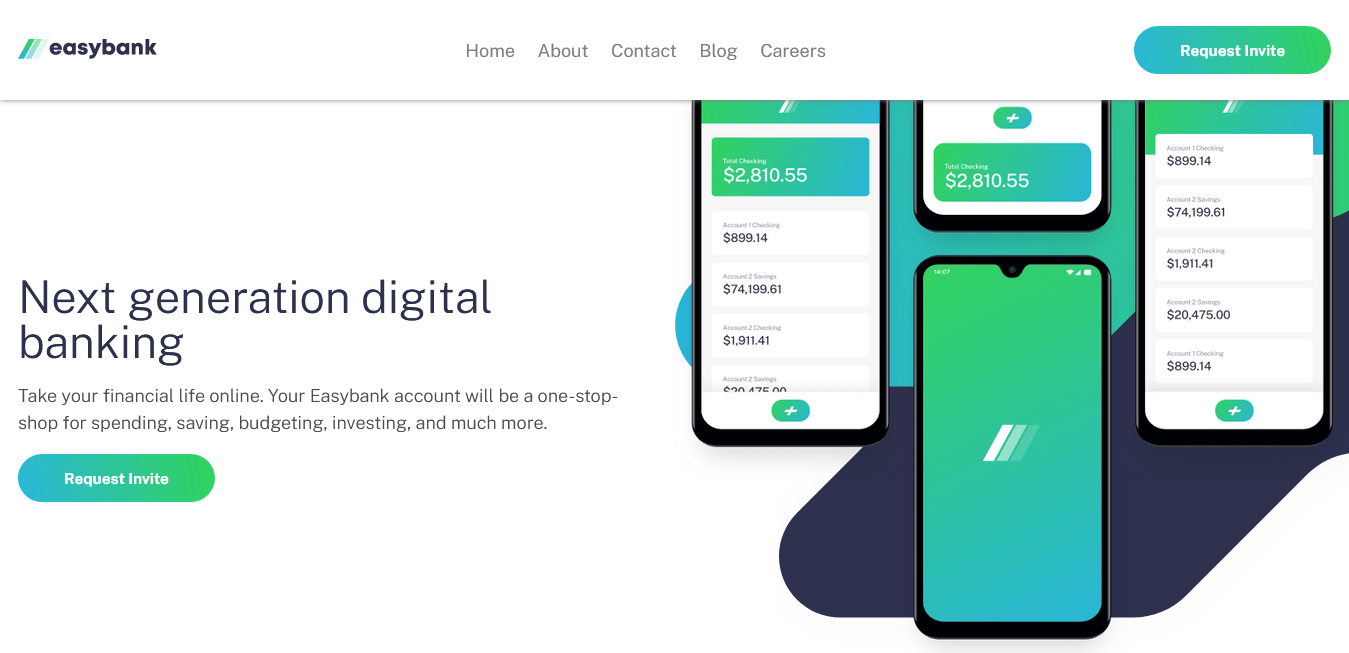 easybank
Home About Contact Blog Careers
Request Invite
Next generation digital
banking
Take your financial life online. Your Easybank account will be a one-stop-
shop for spending, saving, budgeting, investing, and much more.
Request Invite
Total Checking
$2,810.55
Account 1 Checking
$899.14
Account 2 Savings
$74,199.61
Account 2 Checking
$1,911.41
Account 2 Savings
$20,475.00
Total Checking
$2,810.55
14:07
Account 1 Checking
$899.14
Account 2 Savings
$74,199.61
Account 2 Checking
$1,911.41
Account 2 Savings
$20,475.00
Account 1 Checking
$899.14